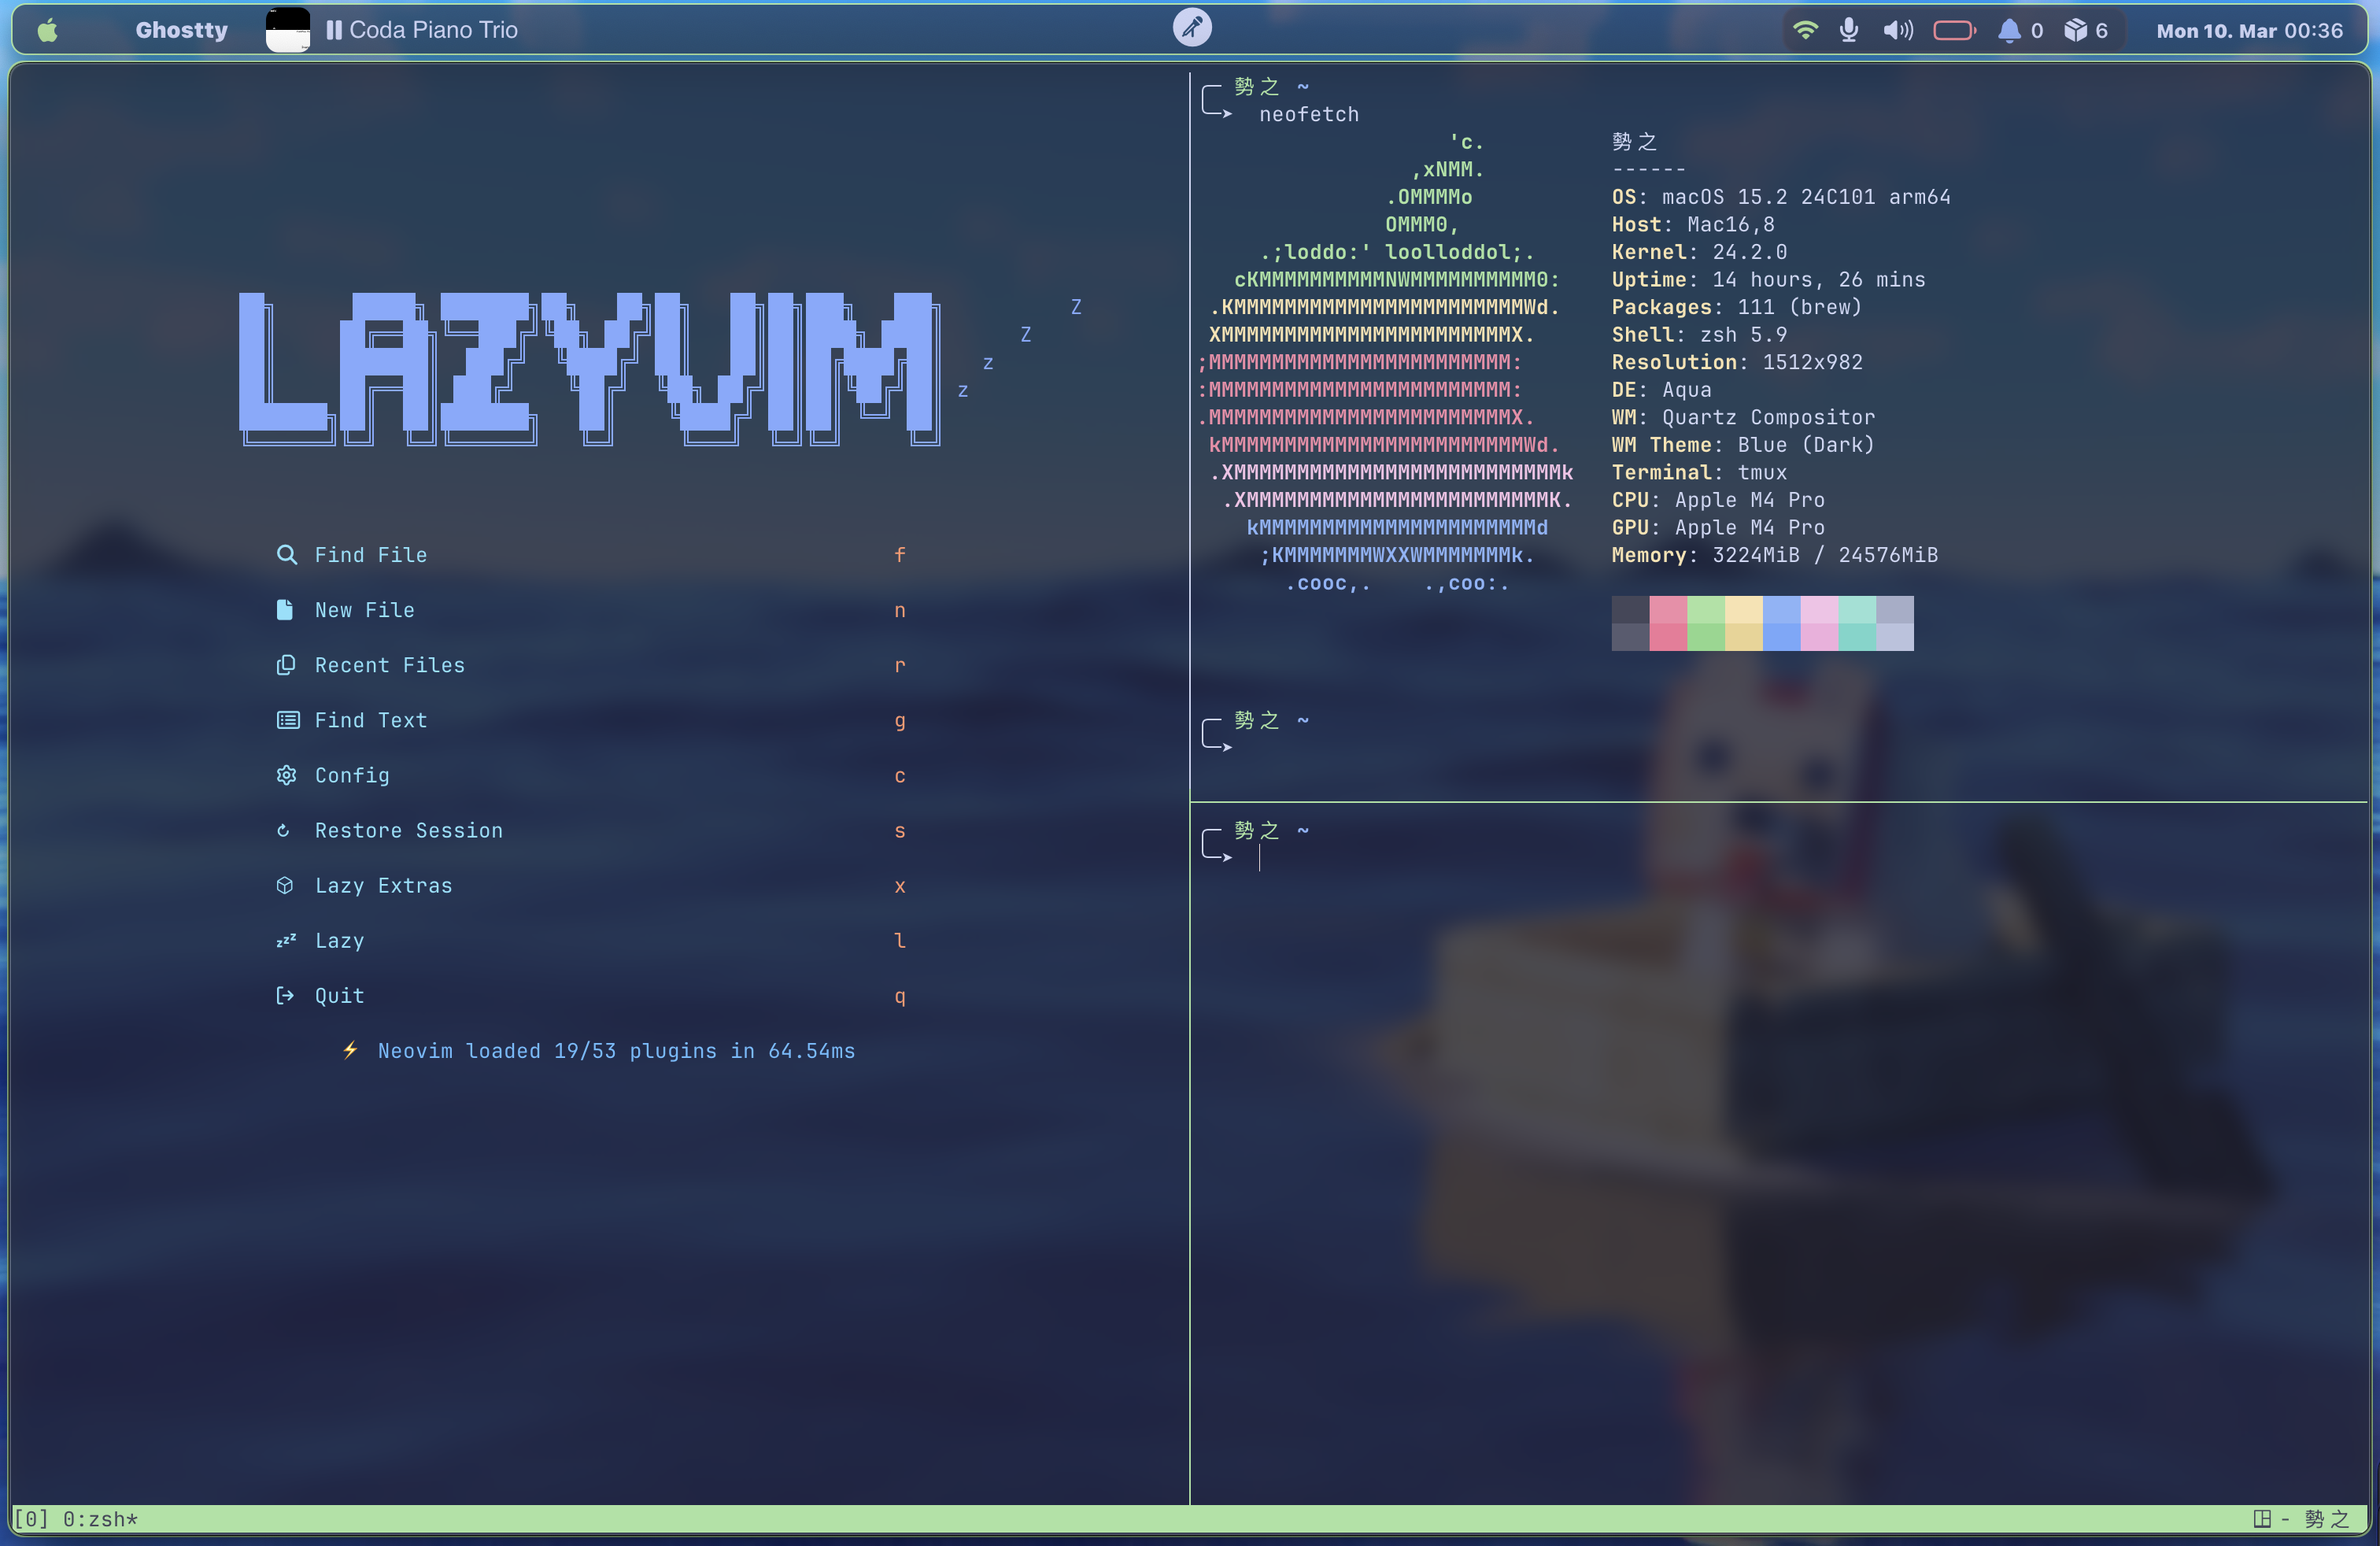 Ghostty Coda Piano Trio 0 6 Mon 10. Mar 00:36
LAZYVIM Z
Z
z
z
Find File f
New File n
Recent Files r
Find Text g
Config c
Restore Session s
Lazy Extras x
zzz Lazy l
Quit q
⚡ Neovim loaded 19/53 plugins in 64.54ms
勢之 ~
neofetch
'c. 勢之
,xNMM. ------
.OMMMMo OS: macOS 15.2 24C101 arm64
OMMM0, Host: Mac16,8
.;loddo:' loolloddol;. Kernel: 24.2.0
cKMMMMMMMMMMNWMMMMMMMMMM0: Uptime: 14 hours, 26 mins
.KMMMMMMMMMMMMMMMMMMMMMMMWd. Packages: 111 (brew)
XMMMMMMMMMMMMMMMMMMMMMMMX. Shell: zsh 5.9
;MMMMMMMMMMMMMMMMMMMMMMMM: Resolution: 1512x982
:MMMMMMMMMMMMMMMMMMMMMMMM: DE: Aqua
.MMMMMMMMMMMMMMMMMMMMMMMMX. WM: Quartz Compositor
kMMMMMMMMMMMMMMMMMMMMMMMMWd. WM Theme: Blue (Dark)
.XMMMMMMMMMMMMMMMMMMMMMMMMMMk Terminal: tmux
.XMMMMMMMMMMMMMMMMMMMMMMMMK. CPU: Apple M4 Pro
kMMMMMMMMMMMMMMMMMMMMMMd GPU: Apple M4 Pro
;KMMMMMMMWXXWMMMMMMMk. Memory: 3224MiB / 24576MiB
.cooc,. .,coo:.
勢之 ~
勢之 ~
[0] 0:zsh* - 勢之